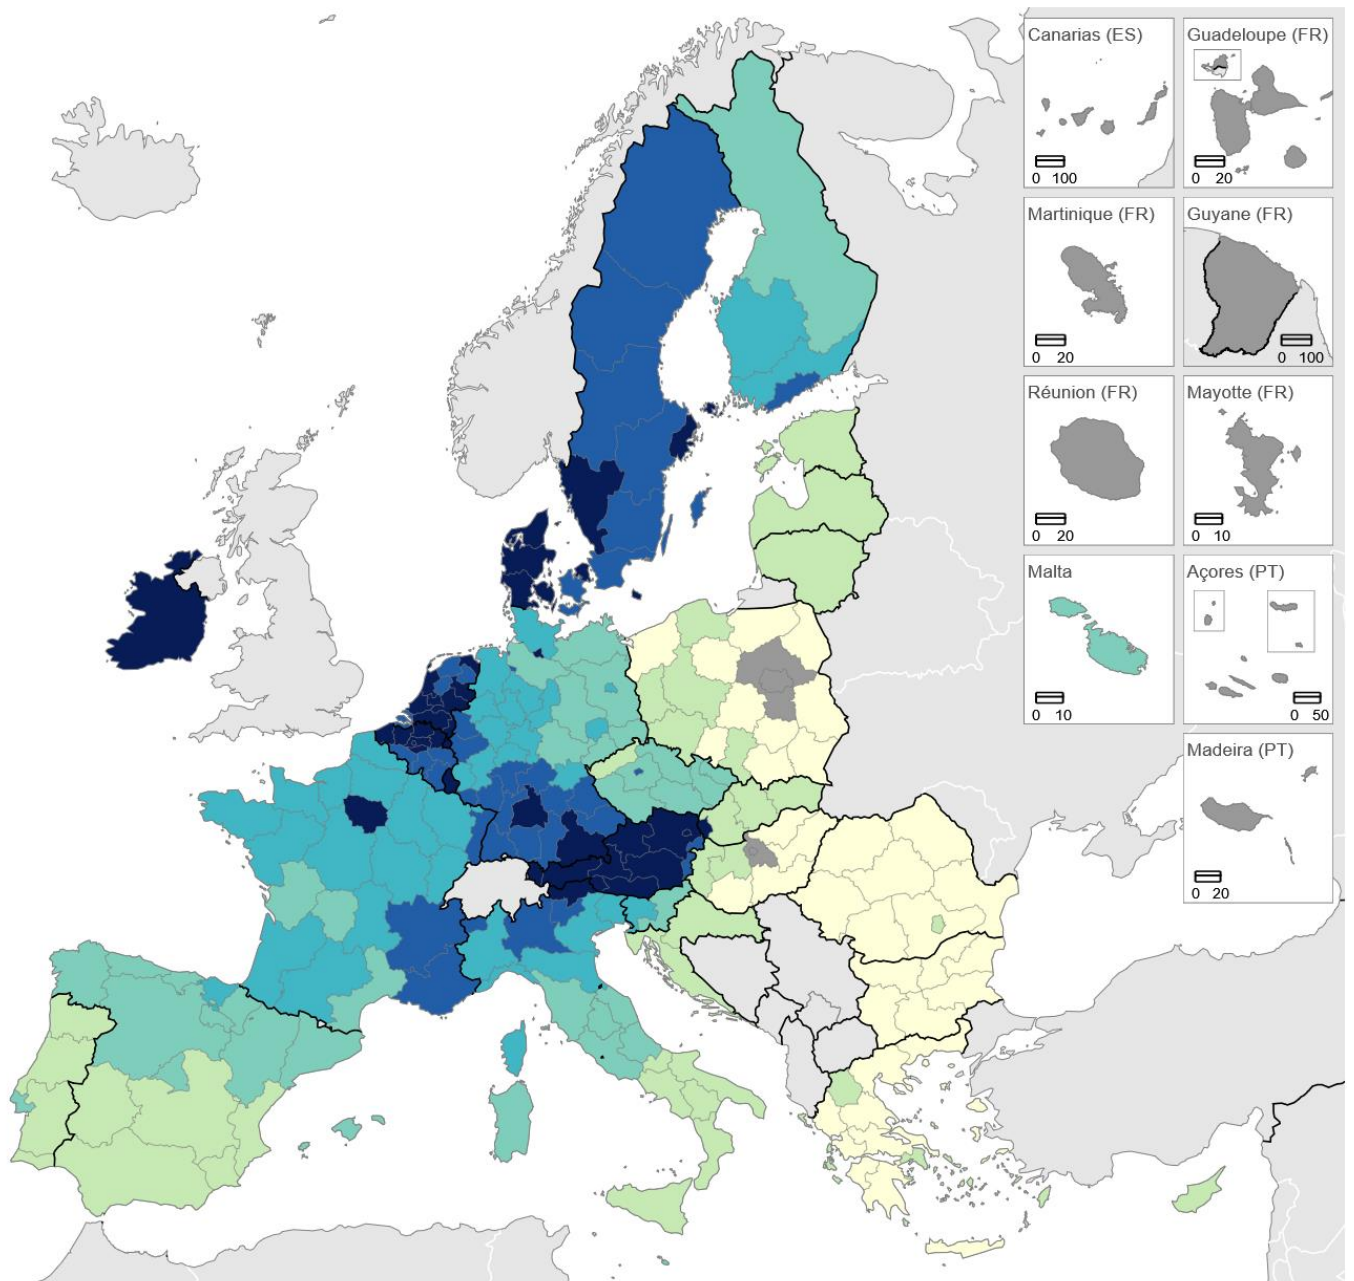 Canarias (ES)
0 100
Guadeloupe (FR)
0 20
Martinique (FR)
0 20
Guyane (FR)
0 100
Réunion (FR)
0 20
Mayotte (FR)
0 10
Malta
0 10
Açores (PT)
0 50
Madeira (PT)
0 20